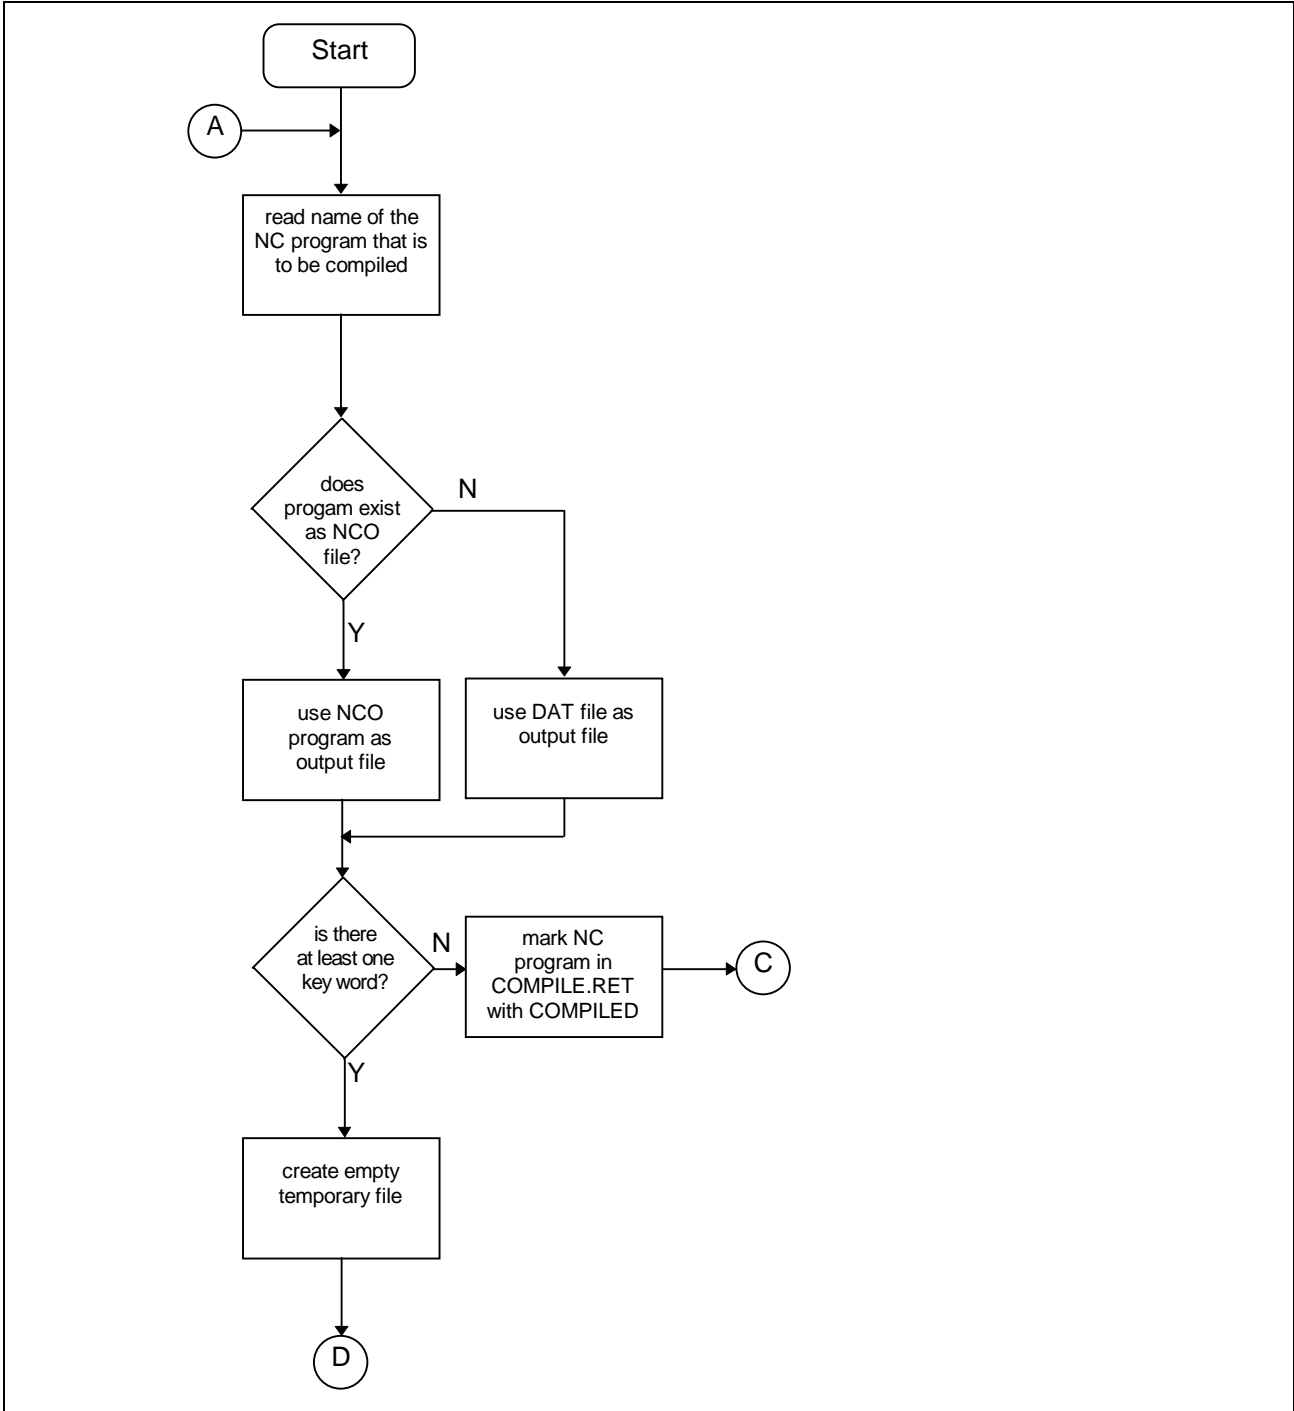 Start
A
read name of the
NC program that is
to be compiled
does
progam exist
as NCO
file?
N
Y
use NCO
program as
output file
use DAT file as
output file
is there
at least one
key word?
N
mark NC
program in
COMPILE.RET
with COMPILED
C
Y
create empty
temporary file
D